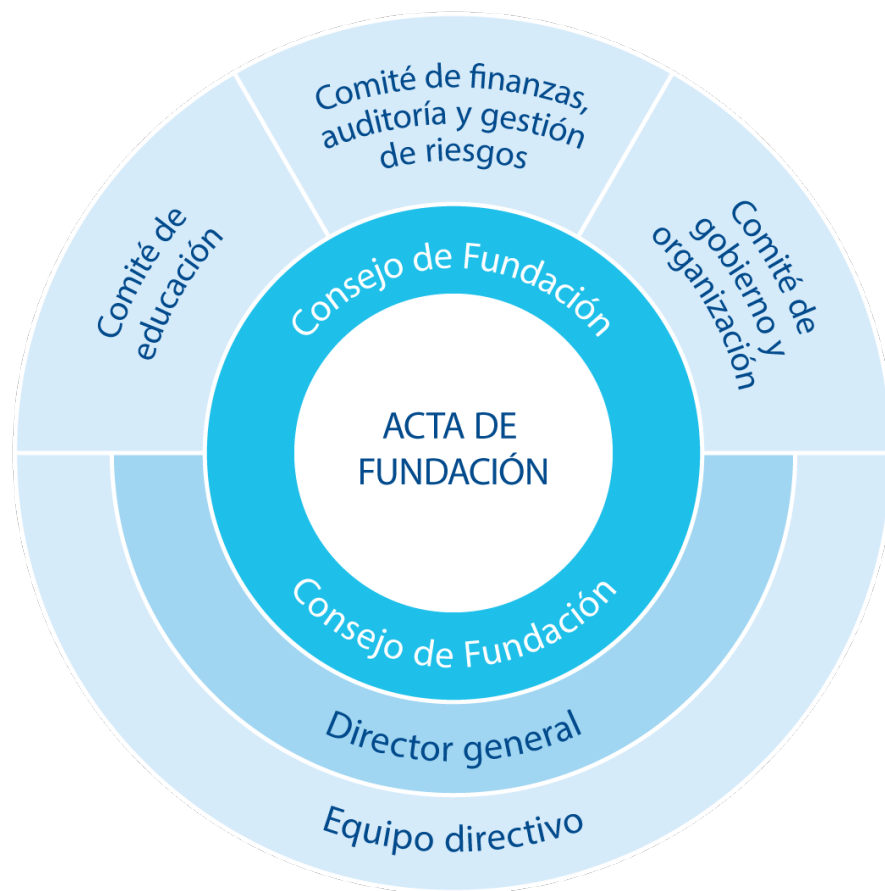 Comité de finanzas,
auditoría y gestión
de riesgos
Comité de
educación
Comité de
gobierno y
organización
Consejo de Fundación
ACTA DE
FUNDACIÓN
Consejo de Fundación
Director general
Equipo directivo